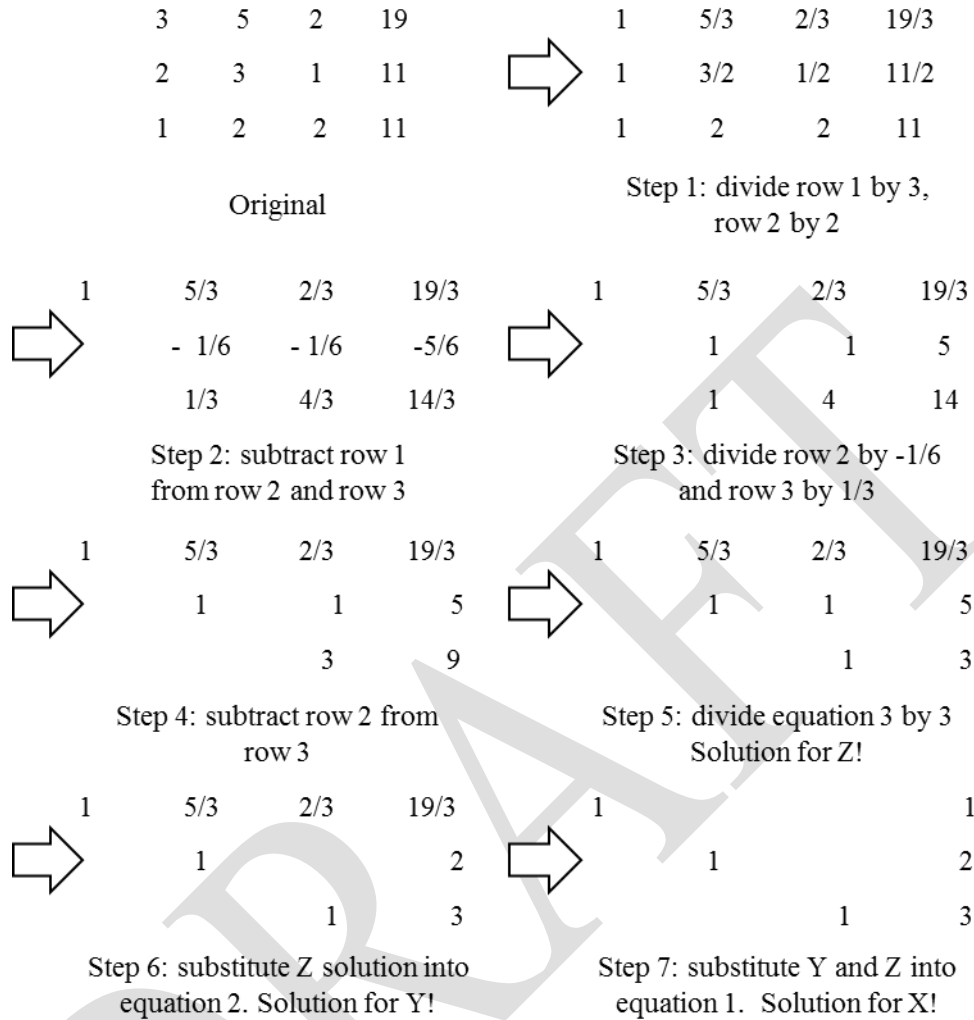 3 5 2 19
2 3 1 11
1 2 2 11
Original
1 5/3 2/3 19/3
1 3/2 1/2 11/2
1 2 2 11
Step 1: divide row 1 by 3,
row 2 by 2
1 5/3 2/3 19/3
- 1/6 - 1/6 -5/6
1/3 4/3 14/3
Step 2: subtract row 1
from row 2 and row 3
1 5/3 2/3 19/3
1 1 5
1 4 14
Step 3: divide row 2 by -1/6
and row 3 by 1/3
1 5/3 2/3 19/3
1 1 5
3 9
Step 4: subtract row 2 from
row 3
1 5/3 2/3 19/3
1 1 5
1 3
Step 5: divide equation 3 by 3
Solution for Z!
1 5/3 2/3 19/3
1 2
1 3
Step 6: substitute Z solution into
equation 2. Solution for Y!
1 1
1 2
1 3
Step 7: substitute Y and Z into
equation 1. Solution for X!
DRAFT